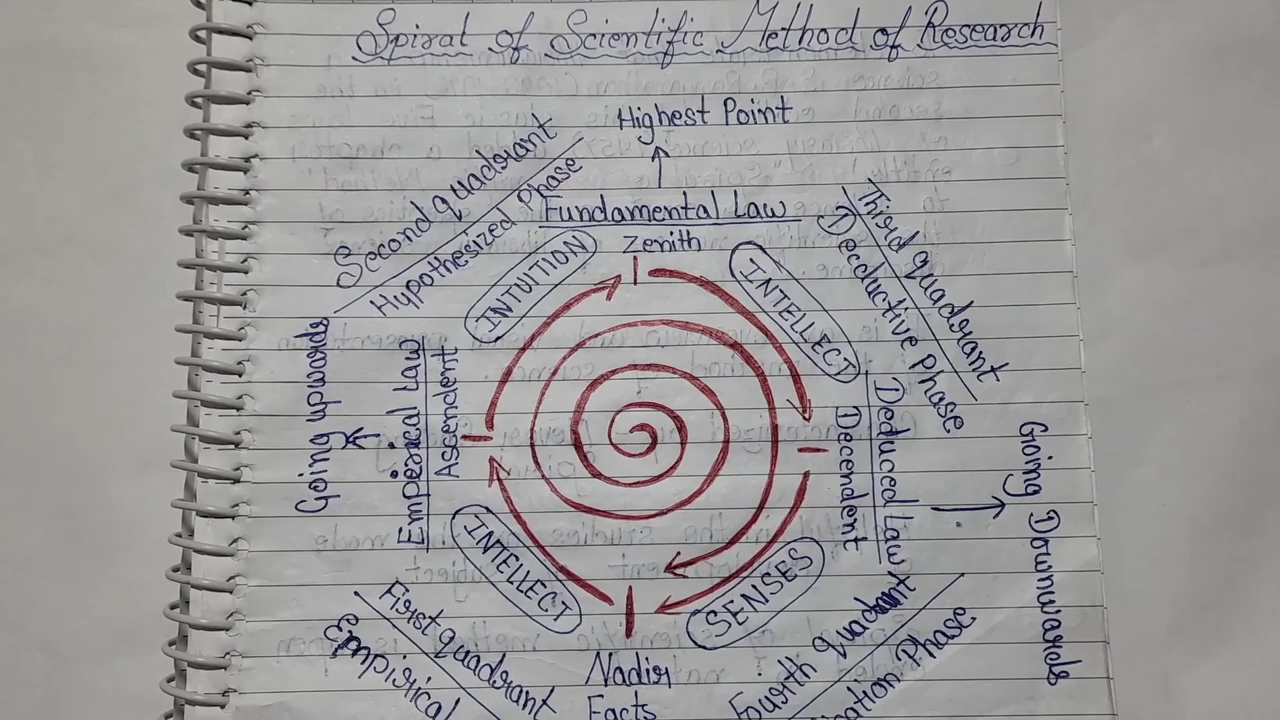 Spiral of Scientific Method of Research
Highest Point
Fundamental Law
Zenith
Second quadrant
Hypothesized Phase
INTUITION
INTELLECT
Third quadrant
Deductive Phase
Going upwards
Empirical Law
Ascendent
Decendent
Deduced Law
Going Downwards
INTELLECT
SENSES
First quadrant
Empirical
Nadir
Facts
Fourth